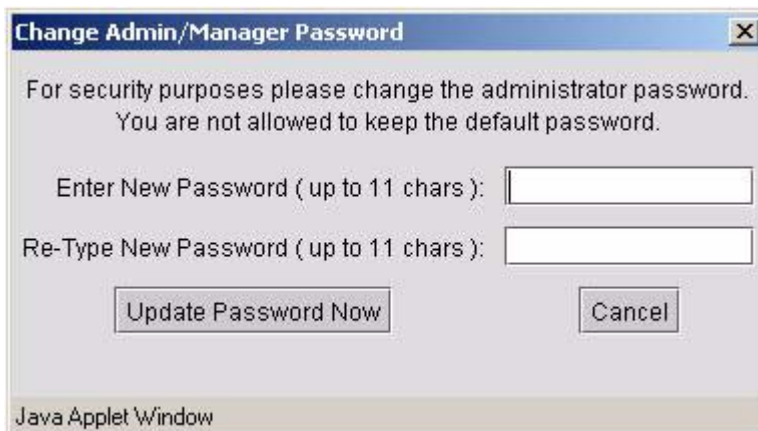 Change Admin/Manager Password
For security purposes please change the administrator password.
You are not allowed to keep the default password.
Enter New Password ( up to 11 chars ):
Re-Type New Password ( up to 11 chars ):
Update Password Now Cancel
Java Applet Window